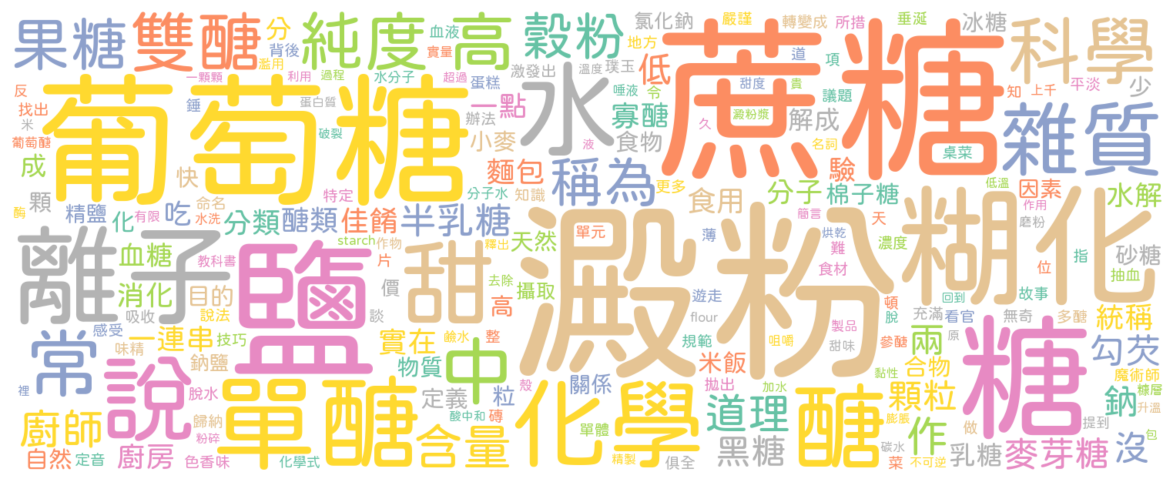 果糖
雙醣
分
背後
純度
高
血液
實量
穀粉
地方
氯化鈉
嚴謹
轉變成
所措
垂涎
冰糖
科學
濫用
一顆顆
利用
過程
水分子
超過
蛋糕
激發出
溫度
璞玉
道
項
低
甜度
貴
知
上千
平淡
少
反
找出
米
葡萄醣
葡萄糖
蛋白質
破裂
錘
一點
辦法
水
唾液
令
澱粉漿
議題
寡醣
解成
蔗糖
久
名詞
桌菜
雜質
小麥
食物
液
驗
低溫
因素
成
快
顆
命名
特定
麵包
分子水
知識
稱為
更多
食用
分子
棉子糖
簡言
作用
磨粉
水解
酶
精鹽
化
有限
水洗
吃
分類
醣類
佳餚
半乳糖
天然
單元
薄
烘乾
天
濃度
位
指
砂糖
抽血
離子
血糖
消化
教科書
鹽
starch
作物
片
甜
釋出
去除
攝取
澱粉
難
食材
糊化
吸收
目的
說法
價
談
高
遊走
flour
頓
脫
充滿
看官
回到
無奇
故事
多醣
統稱
常
感受
味精
一連串
技巧
鈉鹽
實在
鹼水
整
規範
咀嚼
製品
甜味
參醣
原
兩
糖
勾芡
裡
說
脫水
物質
定義
中
粒
關係
米飯
拋出
加水
黏性
合物
魔術師
糠層
廚師
歸納
粉碎
單醣
酸中和
殼
磚
化學
單體
道理
醣
膨脹
顆粒
做
鈉
升溫
提到
自然
定音
廚房
色香味
化學式
含量
精製
俱全
黑糖
碳水
菜
作
不可逆
乳糖
麥芽糖
沒
包